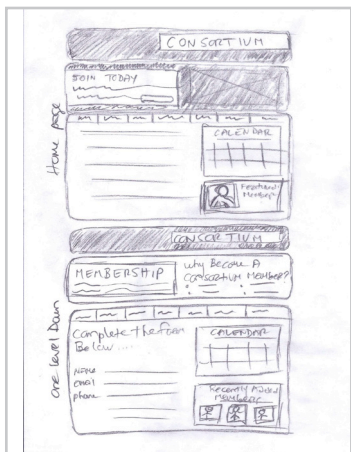 Home page
CONSORTIUM
JOIN TODAY
CALENDAR
Featured
Member
One Level Down
CONSORTIUM
MEMBERSHIP
Why Become A
CONSORTIUM MEMBER?
Complete the form
Below ....
NAME
email
phone
CALENDAR
Recently Added
Members